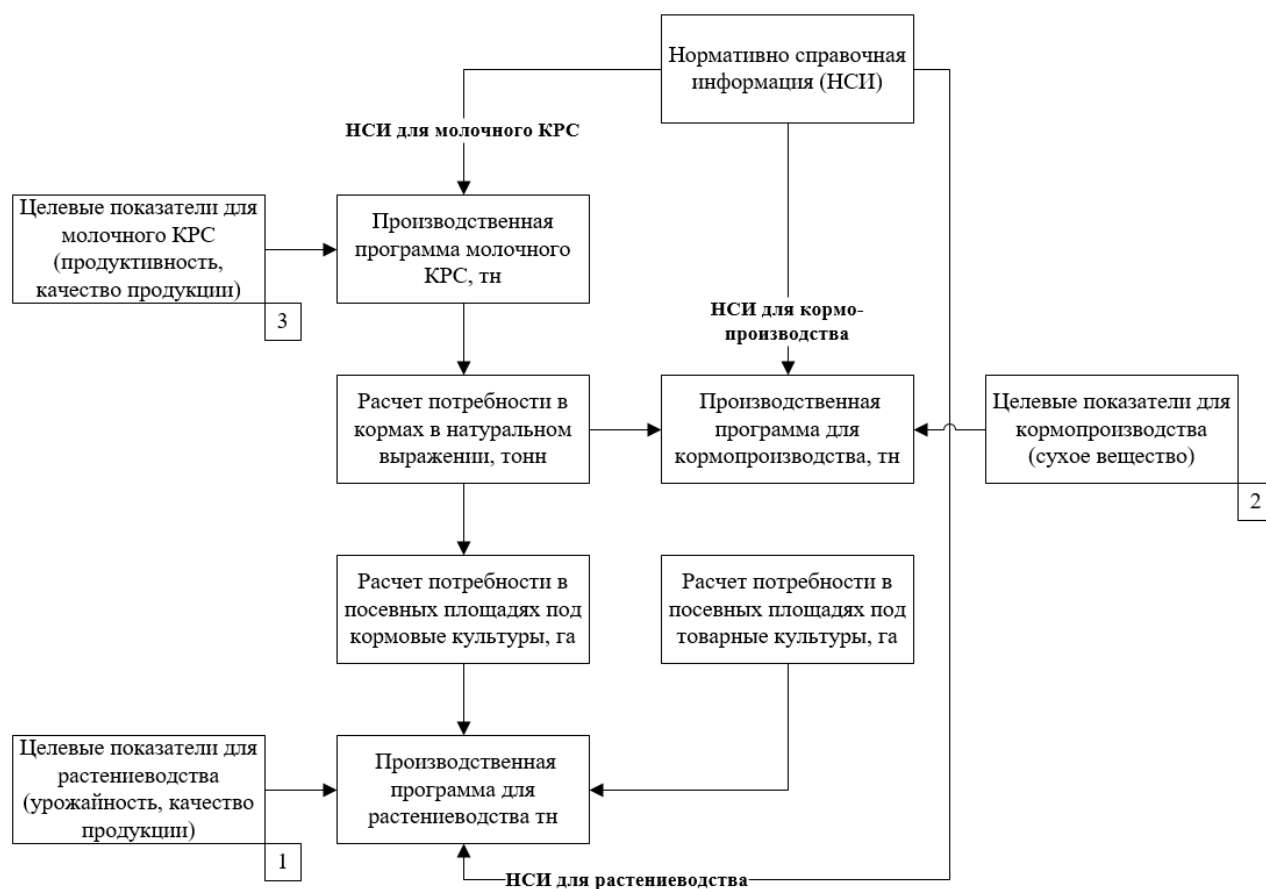 Нормативно справочная
информация (НСИ)
НСИ для молочного КРС
Целевые показатели для
молочного КРС
(продуктивность,
качество продукции)
3
Производственная
программа молочного
КРС, тн
НСИ для кормо-
производства
Расчет потребности в
кормах в натуральном
выражении, тонн
Производственная
программа для
кормопроизводства, тн
Целевые показатели для
кормопроизводства
(сухое вещество)
2
Расчет потребности в
посевных площадях под
кормовые культуры, га
Расчет потребности в
посевных площадях под
товарные культуры, га
Целевые показатели для
растениеводства
(урожайность, качество
продукции)
1
Производственная
программа для
растениеводства тн
НСИ для растениеводства